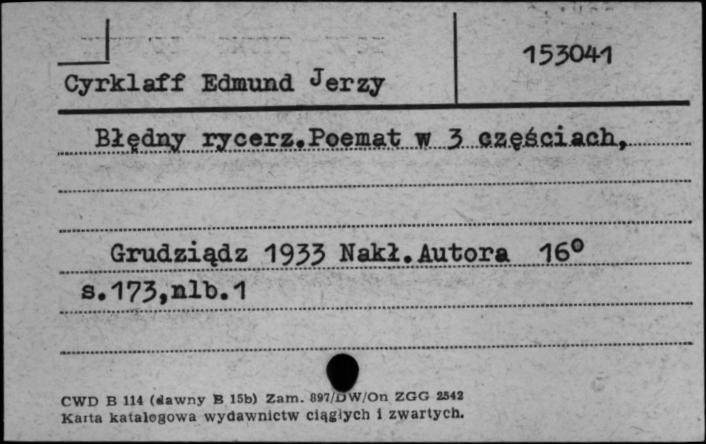 153041
Cyrklaff Edmund Jerzy
Błędny rycerz.Poemat w 3 częściach,
Grudziądz 1933 Nakł.Autora 16°
s.173,nlb.1
CWD B 114 (dawny B 15b) Zam. 897/DW/On ZGG 2542
Karta katalogowa wydawnictw ciągłych i zwartych.